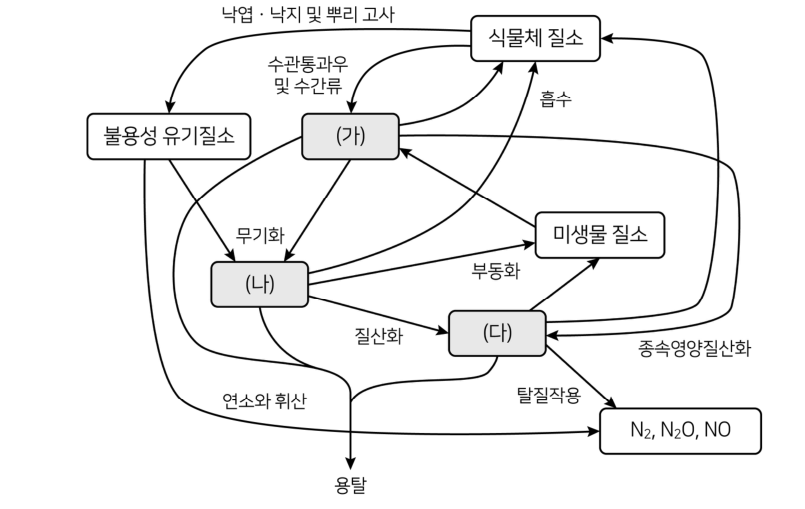 낙엽 · 낙지 및 뿌리 고사
식물체 질소
수관통과우
및 수간류
흡수
불용성 유기질소
(가)
미생물 질소
무기화
(나)
부동화
질산화
(다)
종속영양질산화
탈질작용
연소와 휘산
N₂, N₂O, NO
용탈